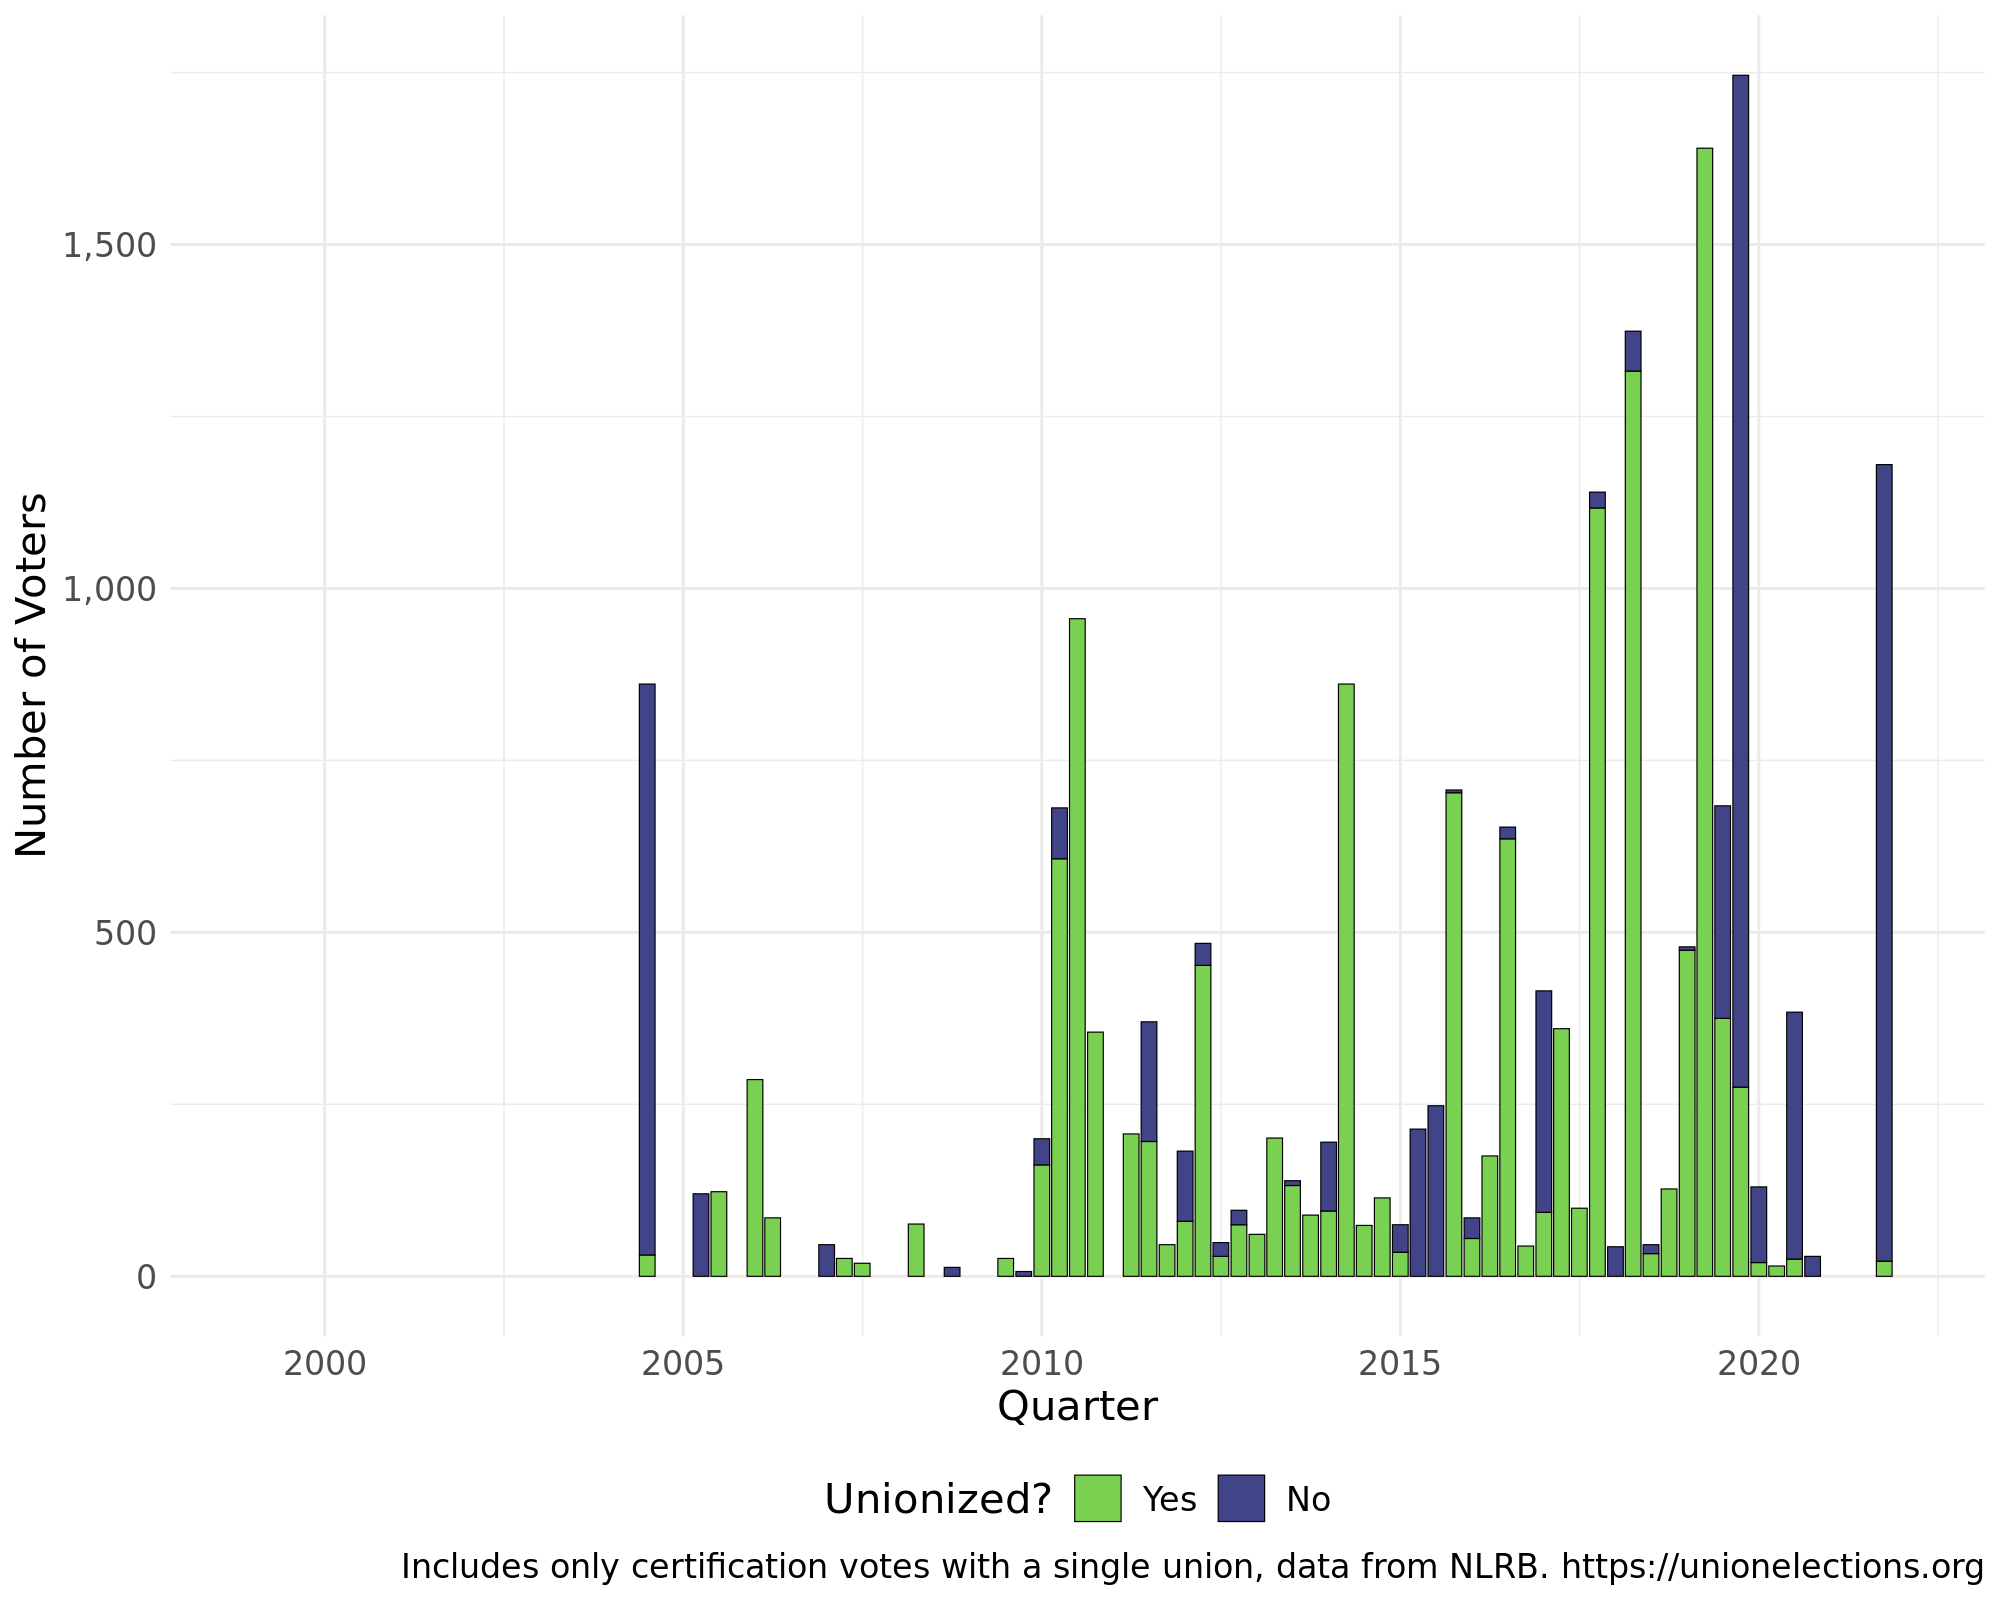 Number of Voters
1,500
1,000
500
0
2000 2005 2010 2015 2020
Quarter
Unionized? Yes No
Includes only certification votes with a single union, data from NLRB. https://unionelections.org